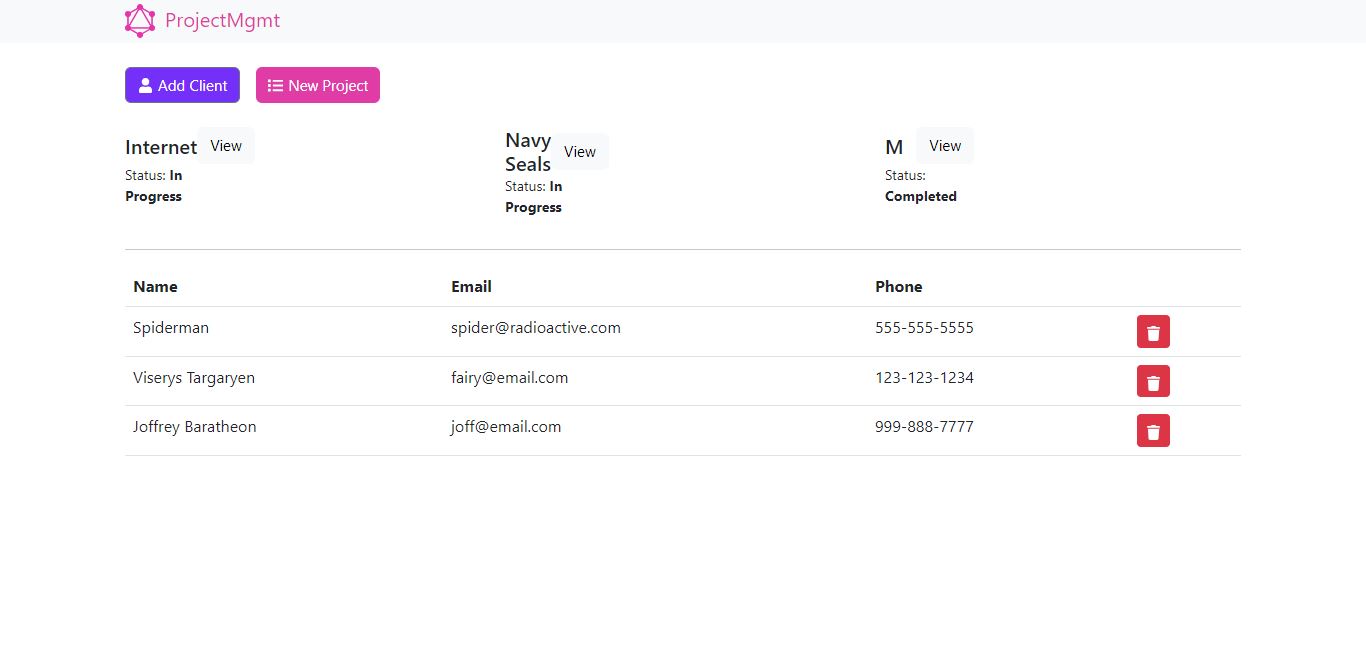 ProjectMgmt
Add Client New Project
Internet View
Status: In
Progress
Navy
Seals View
Status: In
Progress
M View
Status:
Completed
Name Email Phone
Spiderman spider@radioactive.com 555-555-5555
Viserys Targaryen fairy@email.com 123-123-1234
Joffrey Baratheon joff@email.com 999-888-7777